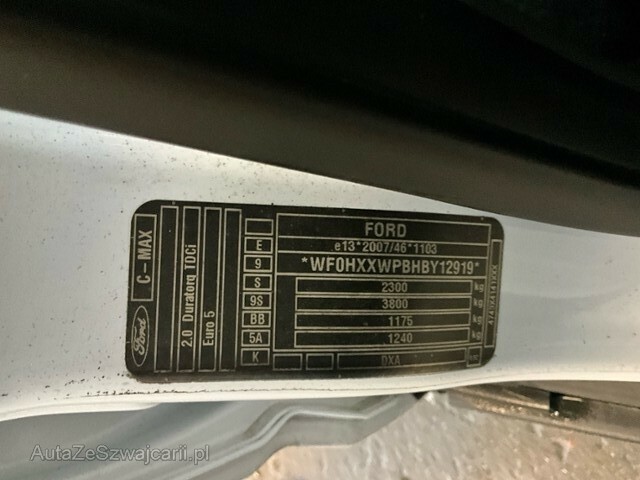 Ford
C-MAX
2.0 Duratorq TDCi
Euro 5
E
9
S
9S
BB
5A
K
FORD
e13*2007/46*1103
*WF0HXXWPBHBY12919*
2300 kg
3800 kg
1175 kg
1240 kg
DXA
AutaZeSzwajcarii.pl